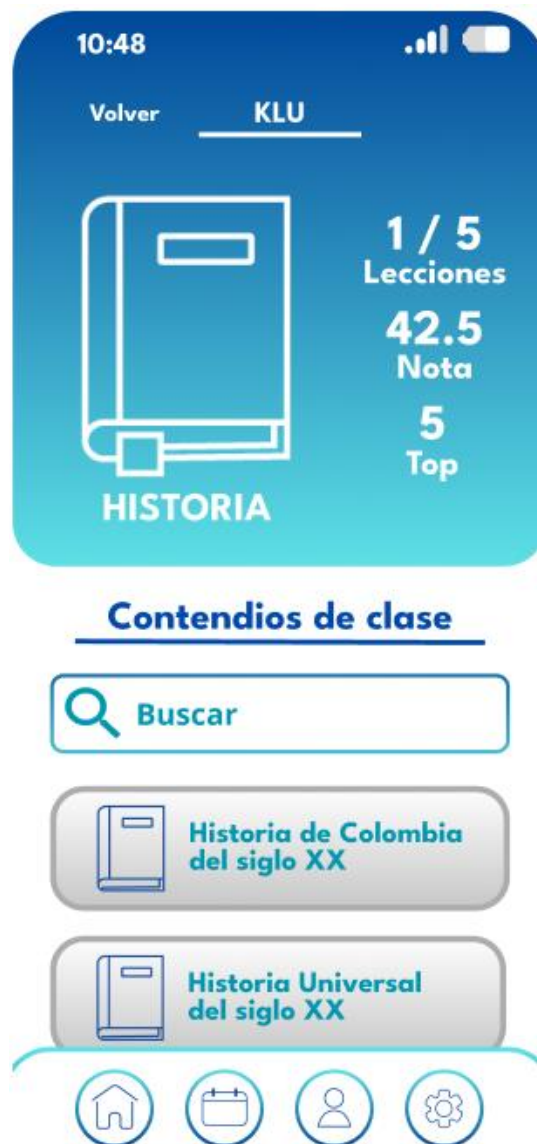 10:48
Volver
KLU
1 / 5
Lecciones
42.5
Nota
5
Top
HISTORIA
Contendios de clase
Buscar
Historia de Colombia
del siglo XX
Historia Universal
del siglo XX